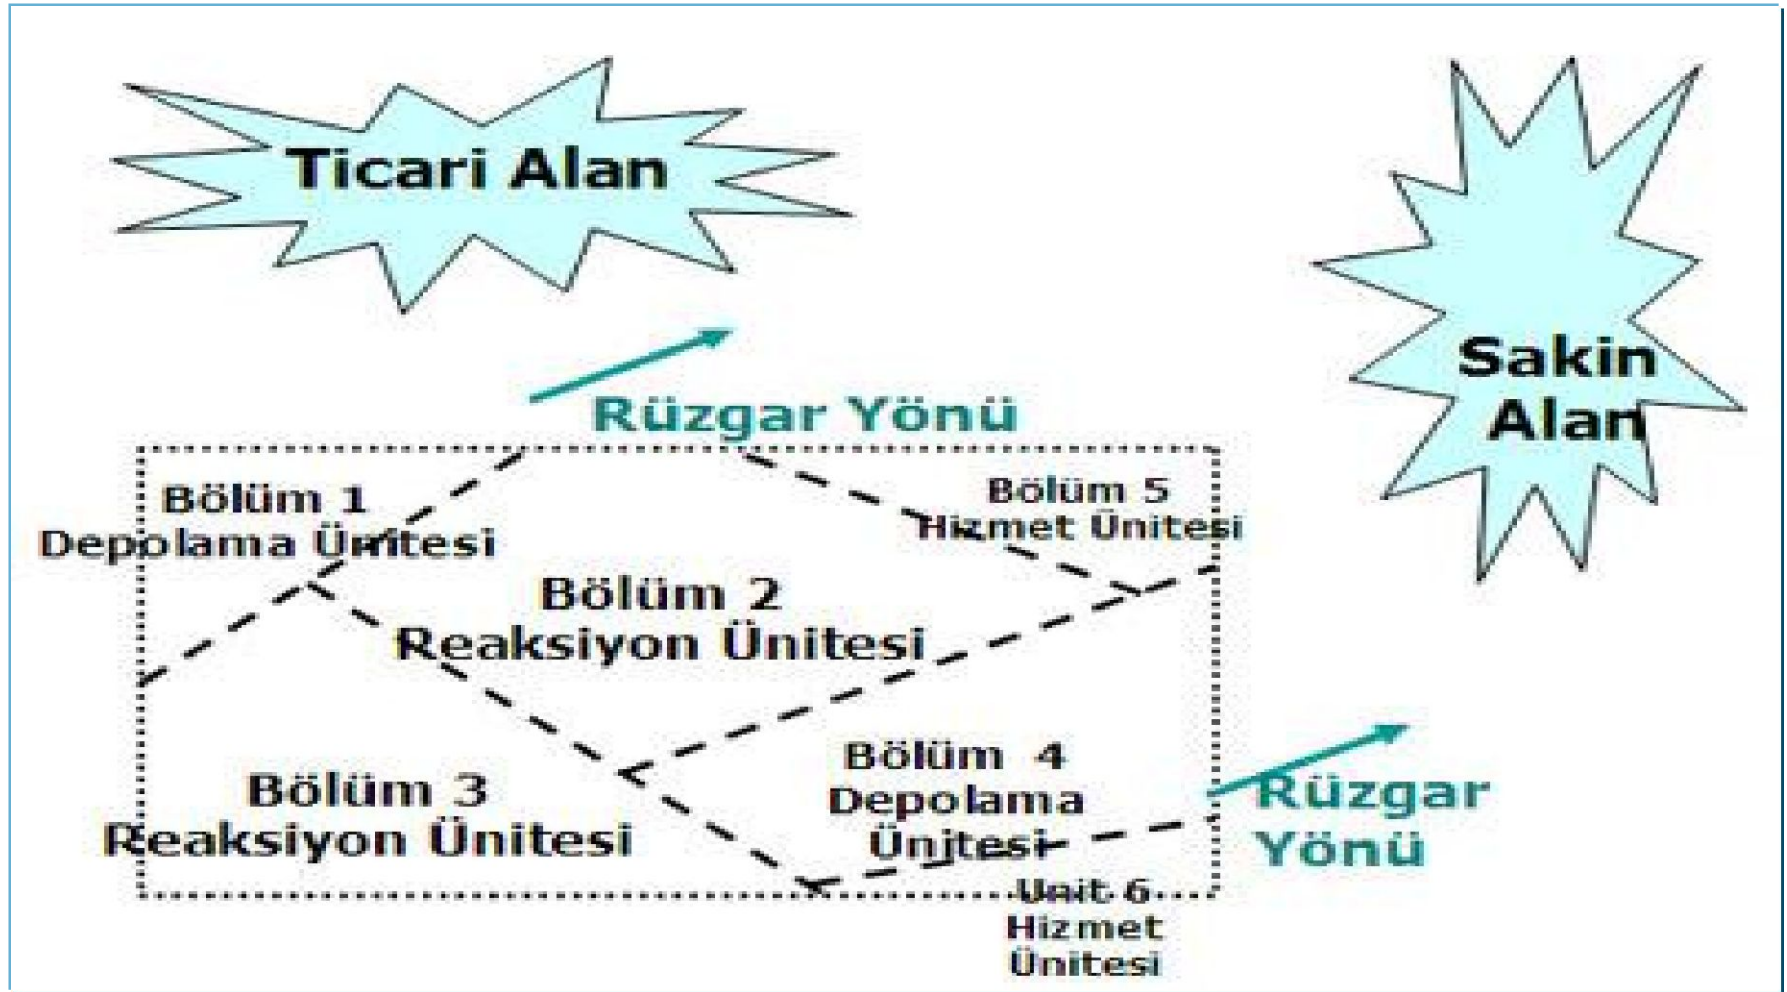 Ticari Alan
Sakin
Alan
Rüzgar Yönü
Bölüm 1
Depolama Ünitesi
Bölüm 5
Hizmet Ünitesi
Bölüm 2
Reaksiyon Ünitesi
Bölüm 3
Reaksiyon Ünitesi
Bölüm 4
Depolama
Ünitesi
Rüzgar
Yönü
Unit 6
Hizmet
Ünitesi